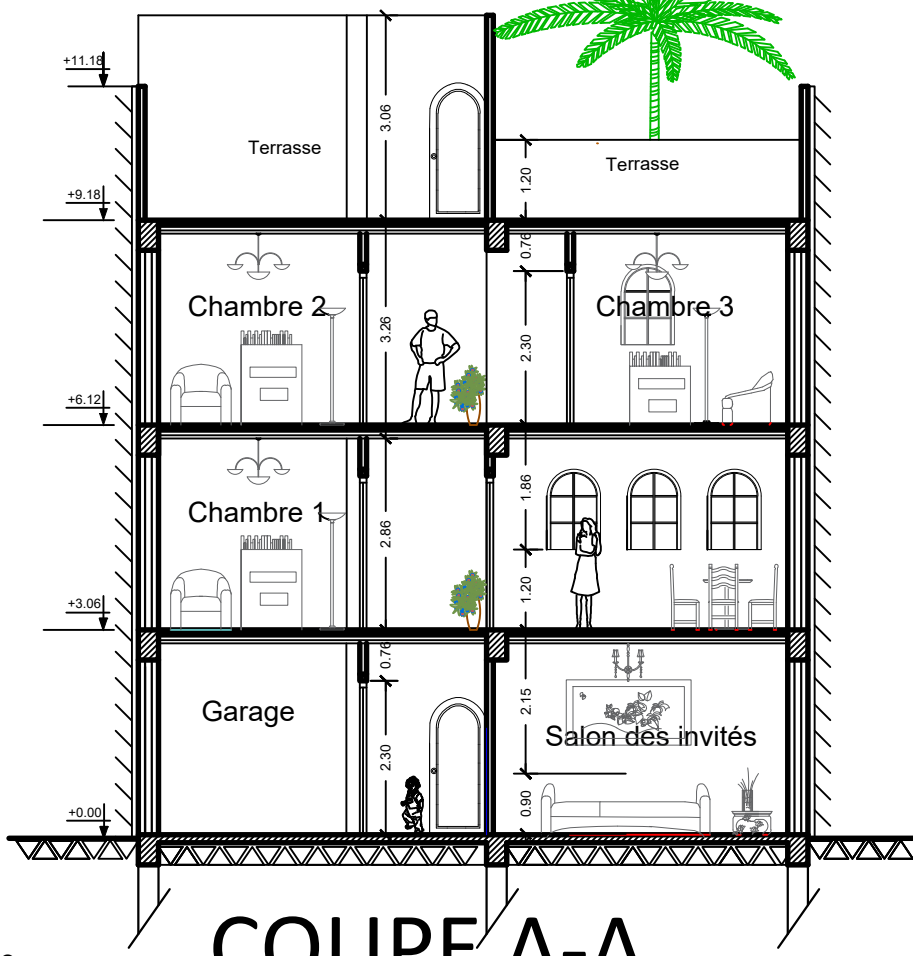 +11.18
3.06
Terrasse
Terrasse
1.20
+9.18
0.76
Chambre 2
3.26
Chambre 3
2.30
+6.12
1.86
Chambre 1
2.86
1.20
+3.06
0.76
Garage
2.15
Salon des invités
2.30
0.90
+0.00
COUPE A-A